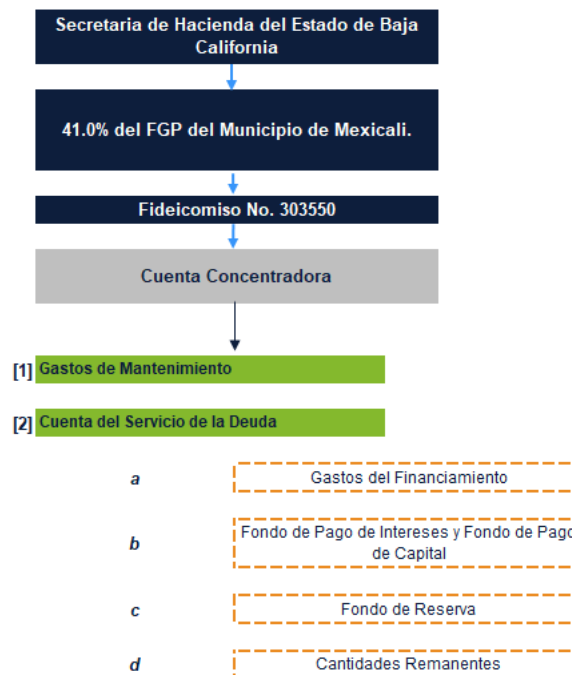 Secretaria de Hacienda del Estado de Baja
California
41.0% del FGP del Municipio de Mexicali.
Fideicomiso No. 303550
Cuenta Concentradora
[1] Gastos de Mantenimiento
[2] Cuenta del Servicio de la Deuda
a Gastos del Financiamiento
b Fondo de Pago de Intereses y Fondo de Pago
de Capital
c Fondo de Reserva
d Cantidades Remanentes